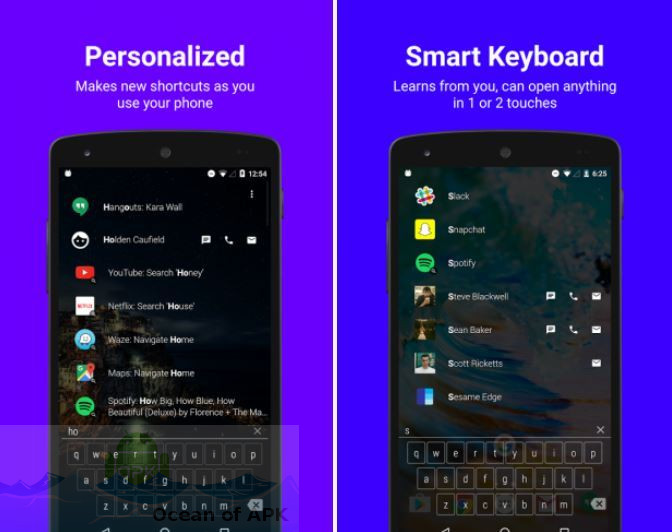 Personalized
Makes new shortcuts as you
use your phone
12:54
Hangouts: Kara Wall
Holden Caufield
YouTube: Search 'Honey'
NETFLIX
Netflix: Search 'House'
Waze: Navigate Home
Maps: Navigate Home
Spotify: How Big, How Blue, How
Beautiful (Deluxe) by Florence + The Ma...
ho
q w e r t y u i o p
a s d f g h j k l
z x c v b n m
Ocean of APK
Smart Keyboard
Learns from you, can open anything
in 1 or 2 touches
6:25
Slack
Snapchat
Spotify
Steve Blackwell
Sean Baker
Scott Ricketts
Sesame Edge
s
q w e r t y u i o p
a s d f g h j k l
z x c v b n m